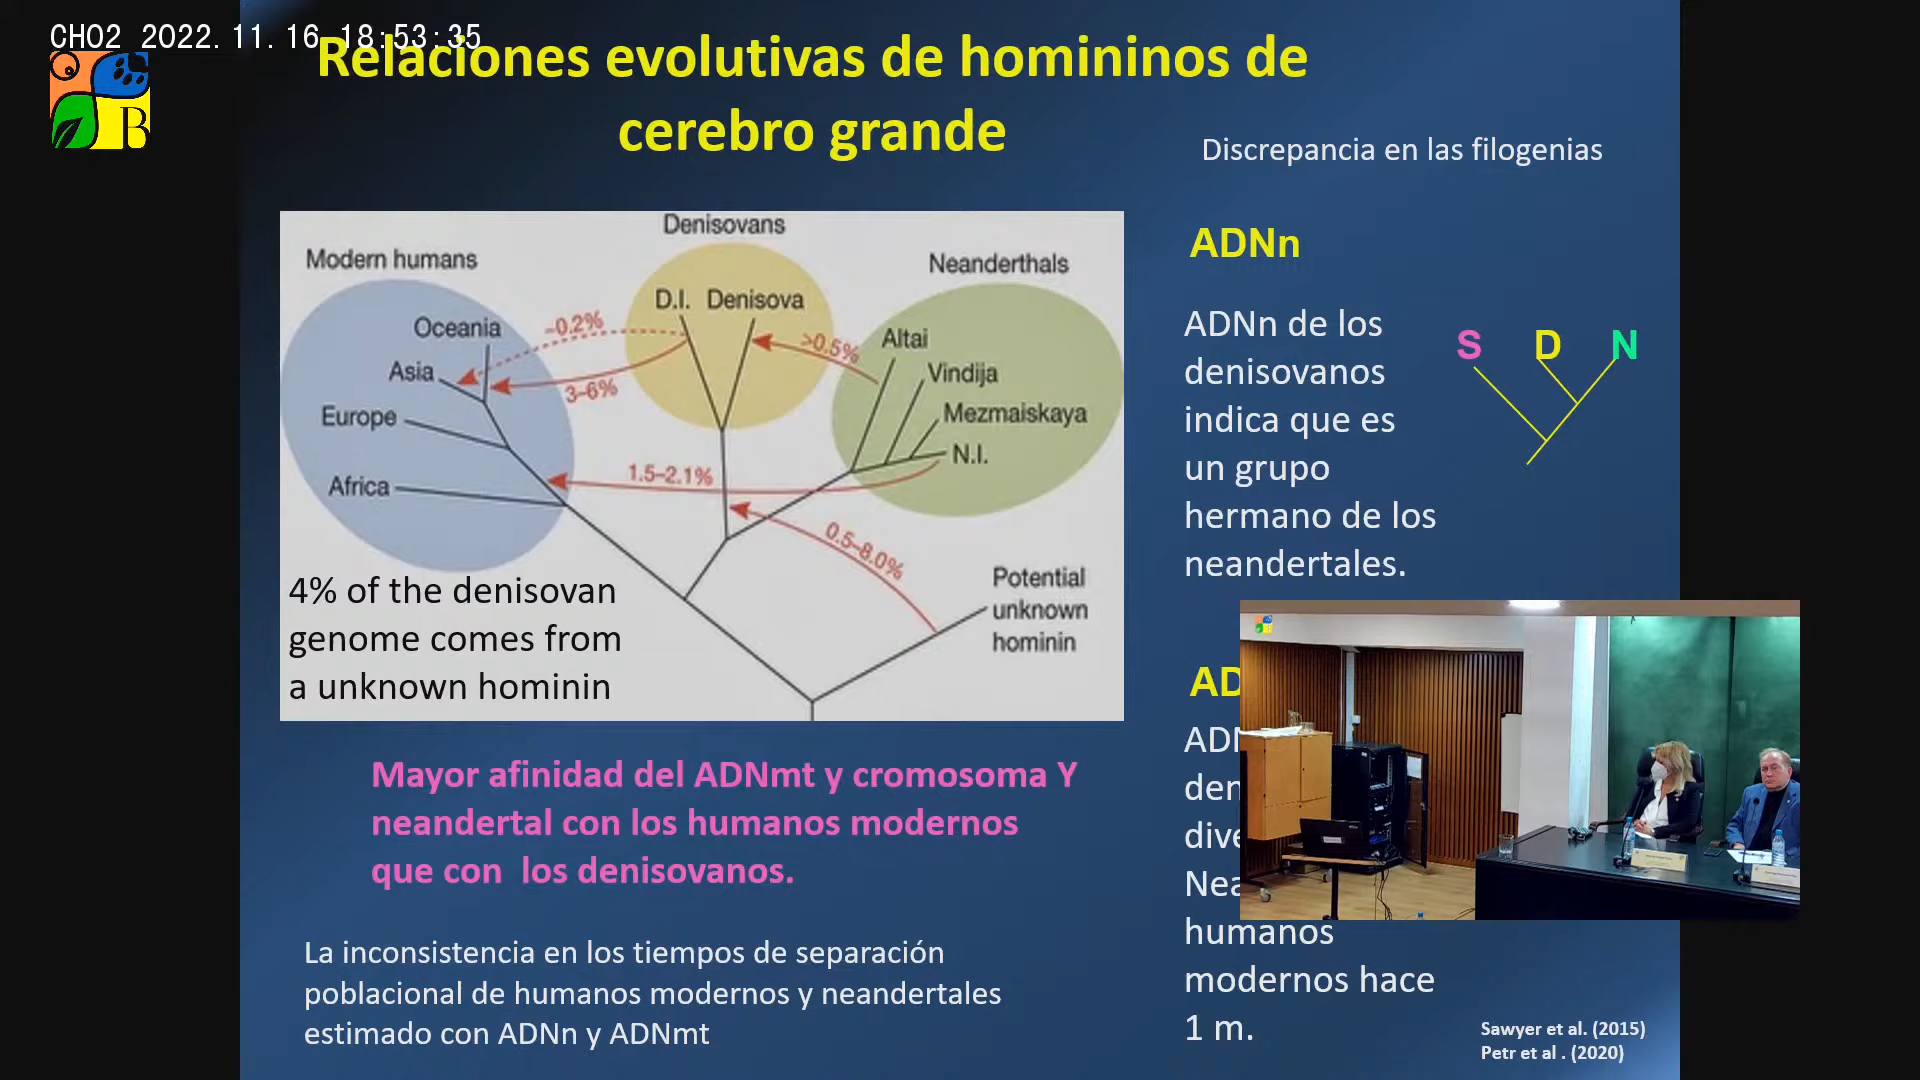 CH02 2022.11.16 18:53:35
B
Relaciones evolutivas de homininos de
cerebro grande
Discrepancia en las filogenias
Denisovans
Modern humans
Neanderthals
D.I. Denisova
Oceania
~0.2%
>0.5%
Altai
Asia
3–6%
Vindija
Europe
Mezmaiskaya
N.I.
1.5–2.1%
Africa
0.5–8.0%
Potential
unknown
hominin
4% of the denisovan
genome comes from
a unknown hominin
ADNn
ADNn de los
denisovanos
indica que es
un grupo
hermano de los
neandertales.
S D N
Mayor afinidad del ADNmt y cromosoma Y
neandertal con los humanos modernos
que con los denisovanos.
La inconsistencia en los tiempos de separación
poblacional de humanos modernos y neandertales
estimado con ADNn y ADNmt
humanos
modernos hace
1 m.
Sawyer et al. (2015)
Petr et al . (2020)